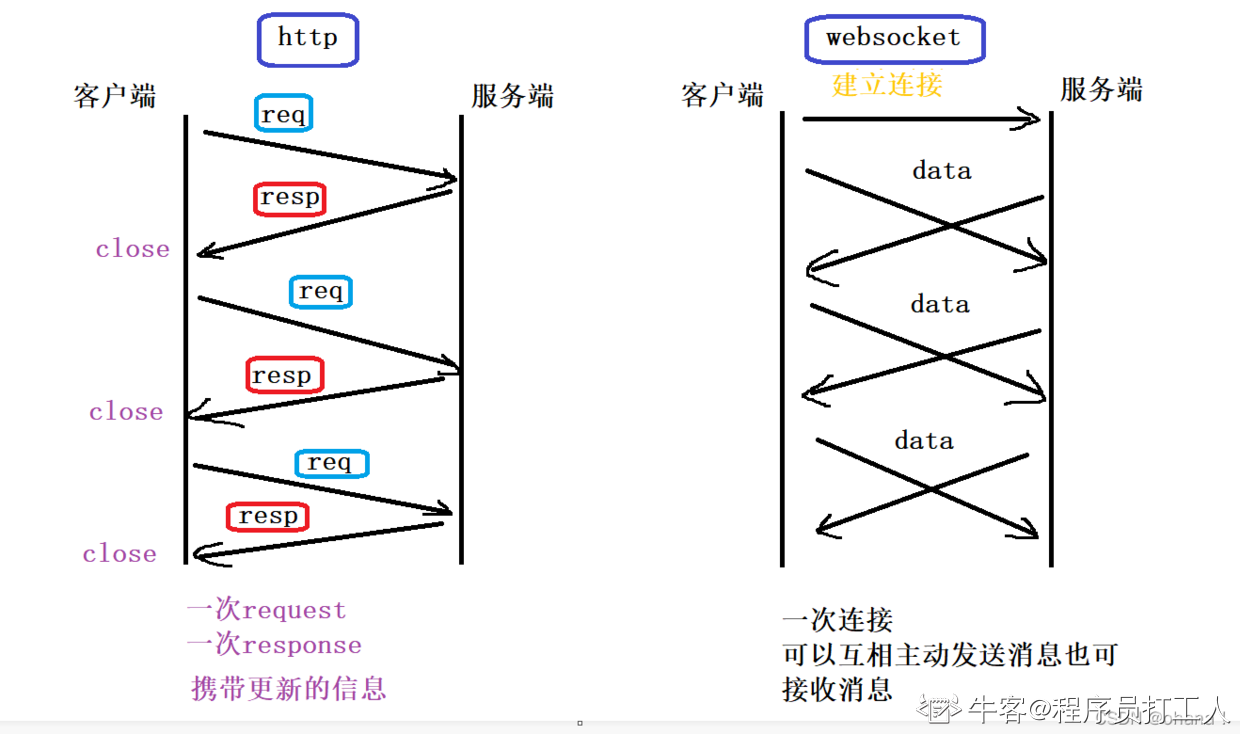 http
客户端
服务端
req
resp
close
req
resp
close
req
resp
close
一次request
一次response
携带更新的信息
websocket
建立连接
客户端
服务端
data
data
data
一次连接
可以互相主动发送消息也可
接收消息
牛客@程序员打工人